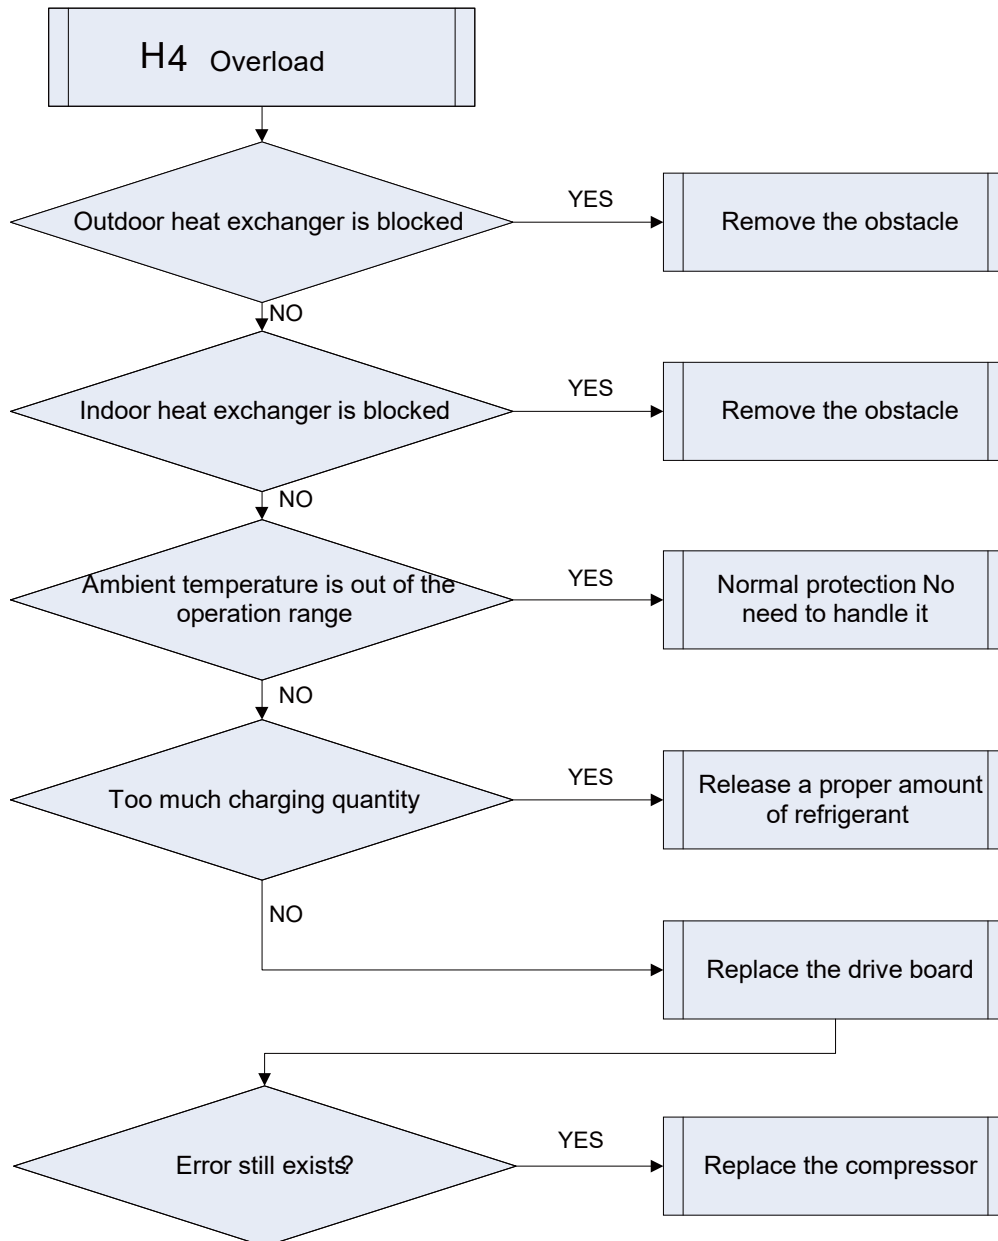 H4 Overload
Outdoor heat exchanger is blocked
YES
Remove the obstacle
NO
Indoor heat exchanger is blocked
YES
Remove the obstacle
NO
Ambient temperature is out of the
operation range
YES
Normal protection. No
need to handle it
NO
Too much charging quantity
YES
Release a proper amount
of refrigerant
NO
Replace the drive board
Error still exists?
YES
Replace the compressor